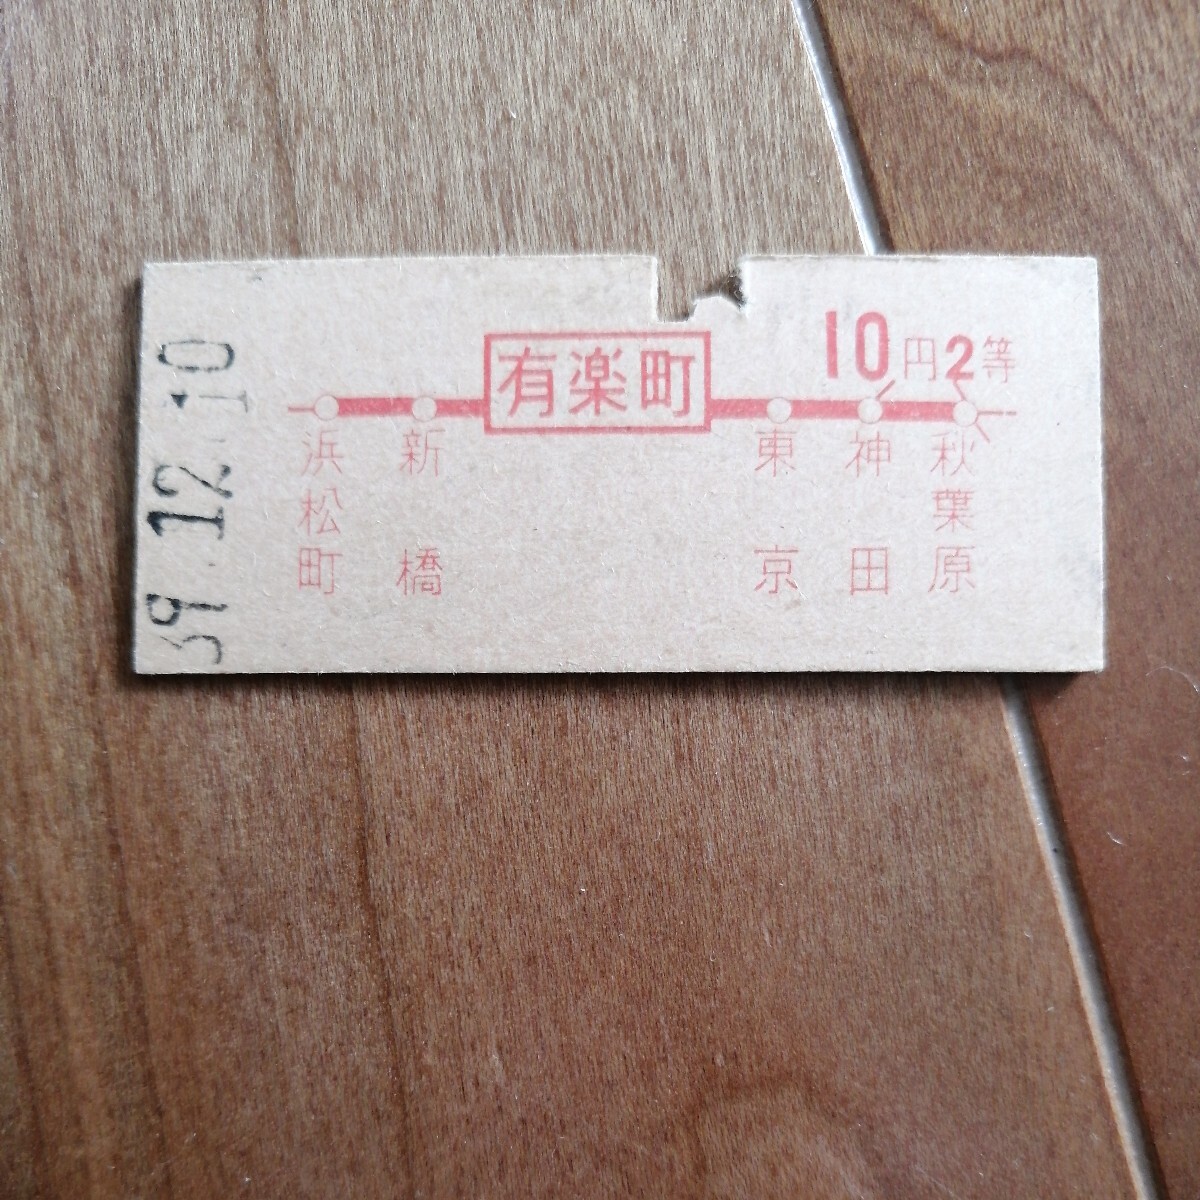 39.12.10
10円2等
有楽町
浜松町
新橋
東京
神田
秋葉原